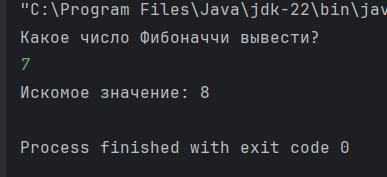 "C:\Program Files\Java\jdk-22\bin\jav
Какое число Фибоначчи вывести?
7
Искомое значение: 8
Process finished with exit code 0